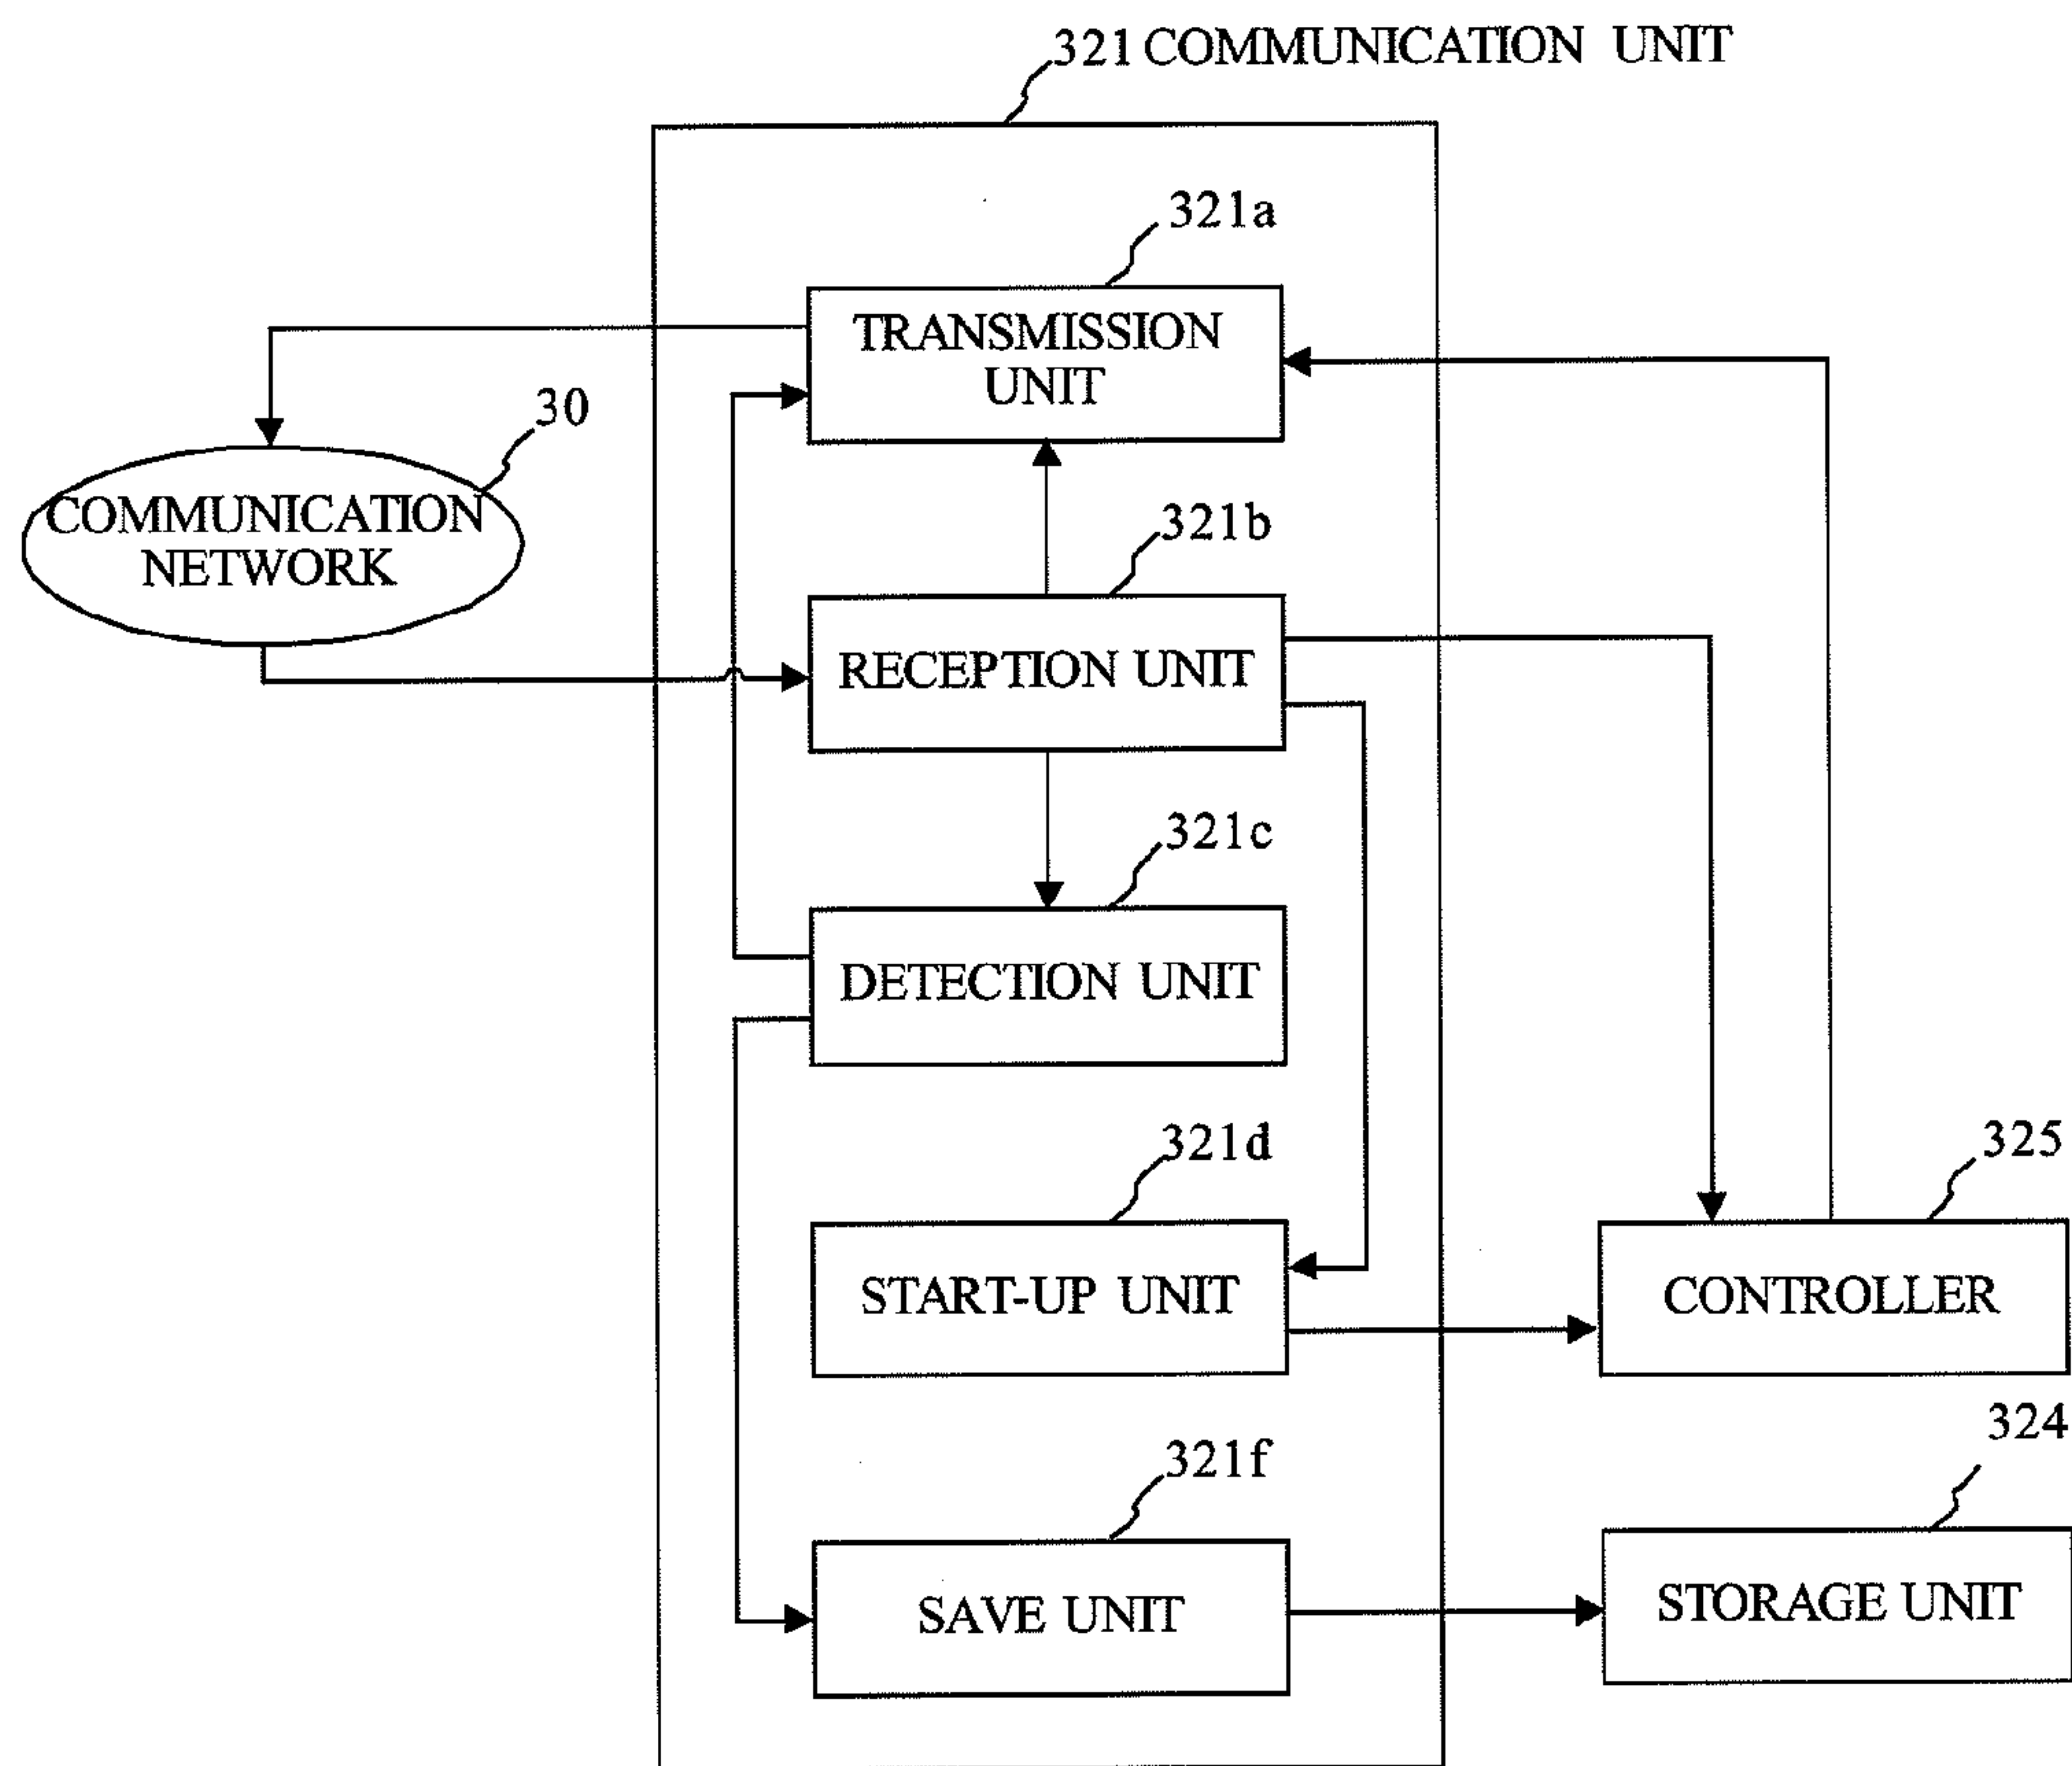 321 COMMUNICATION UNIT
321a
TRANSMISSION
UNIT
30
COMMUNICATION
NETWORK
321b
RECEPTION UNIT
321c
DETECTION UNIT
321d
325
START-UP UNIT
CONTROLLER
324
321f
SAVE UNIT
STORAGE UNIT